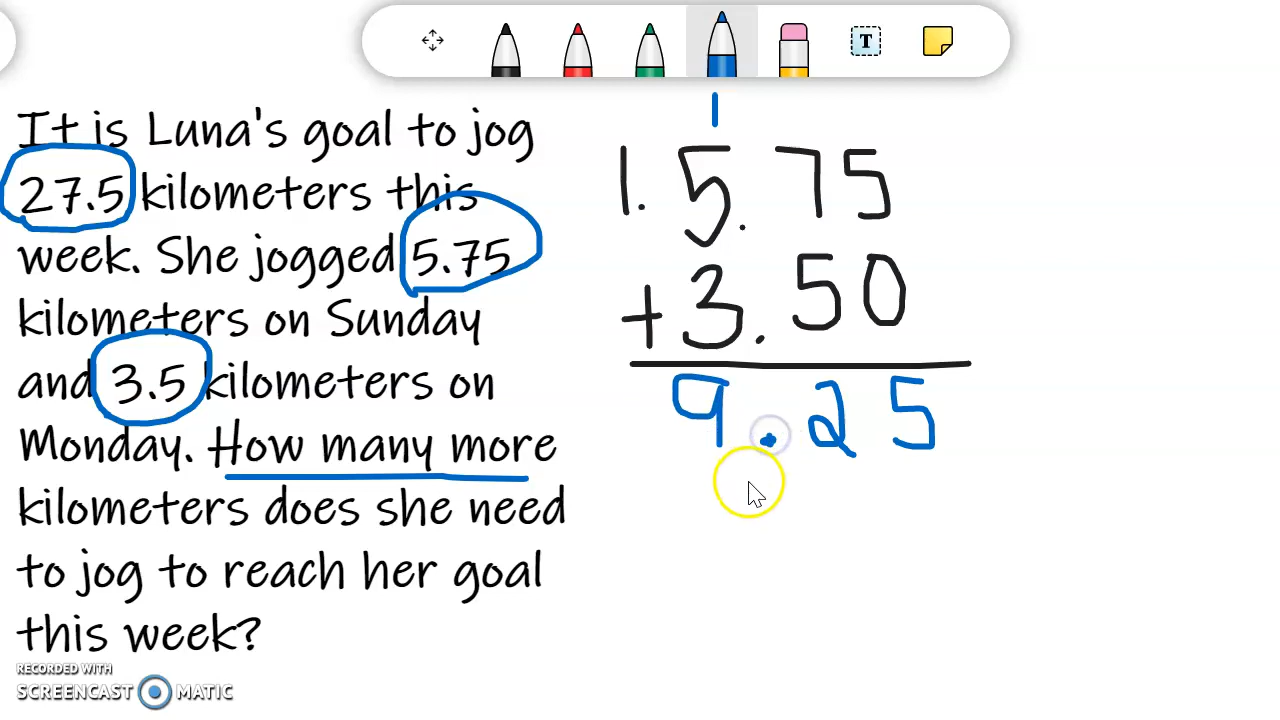 It is Luna's goal to jog
27.5 kilometers this
week. She jogged 5.75
kilometers on Sunday
and 3.5 kilometers on
Monday. How many more
kilometers does she need
to jog to reach her goal
this week?
RECORDED WITH
SCREENCAST MATIC
T
1
1. 5.75
+3.50
9.25